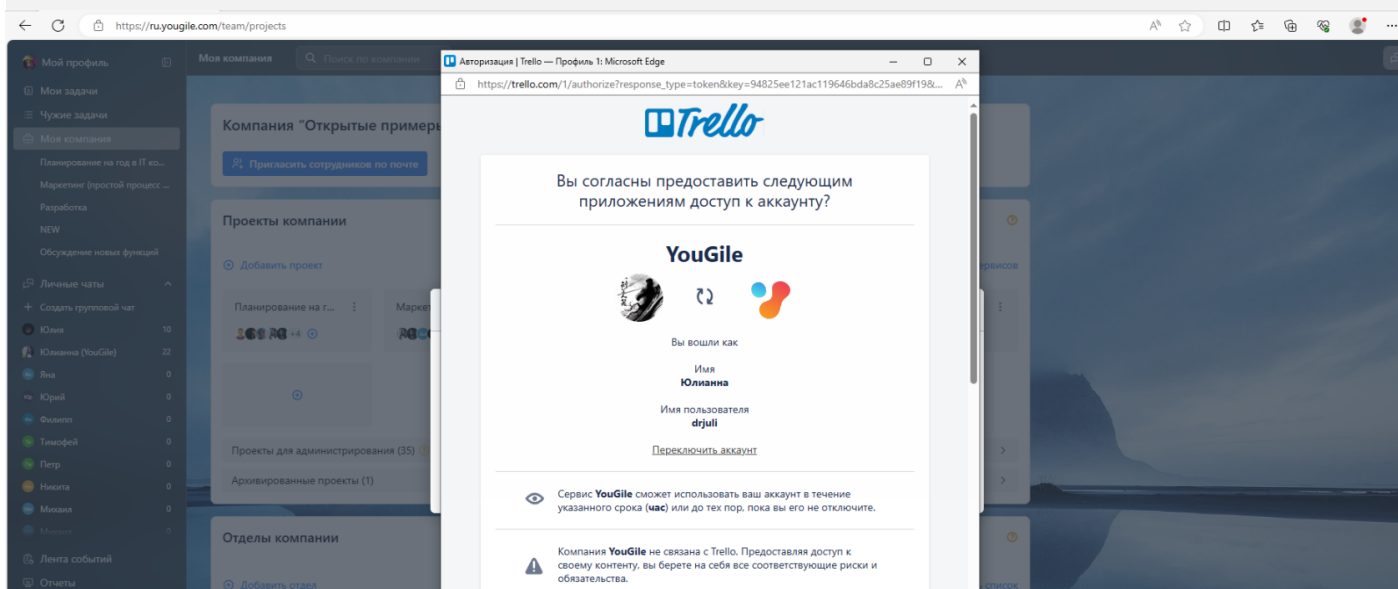 https://ru.yougile.com/team/projects
Мой профиль
Мои задачи
Чужие задачи
Моя компания
Планирование на год в IT ко...
Маркетинг (простой процесс ...
Разработка
NEW
Обсуждение новых функций
Личные чаты
Создать групповой чат
Юлия 10
Юлианна (YouGile) 22
Яна 0
Юрий 0
Филипп 0
Тимофей 0
Петр 0
Никита 0
Михаил 0
Лента событий
Отчеты
Моя компания
Поиск по компании
Компания "Открытые пример
Пригласить сотрудников по почте
Проекты компании
Добавить проект
Планирование на г...
Маркет
+4
Проекты для администрирования (35)
Архивированные проекты (1)
Отделы компании
Добавить отдел
ервисов
список
Авторизация | Trello — Профиль 1: Microsoft Edge
https://trello.com/1/authorize?response_type=token&key=94825ee121ac119646bda8c25ae89f19&...
Trello
Вы согласны предоставить следующим
приложениям доступ к аккаунту?
YouGile
Вы вошли как
Имя
Юлианна
Имя пользователя
drjuli
Переключить аккаунт
Сервис YouGile сможет использовать ваш аккаунт в течение
указанного срока (час) или до тех пор, пока вы его не отключите.
Компания YouGile не связана с Trello. Предоставляя доступ к
своему контенту, вы берете на себя все соответствующие риски и
обязательства.